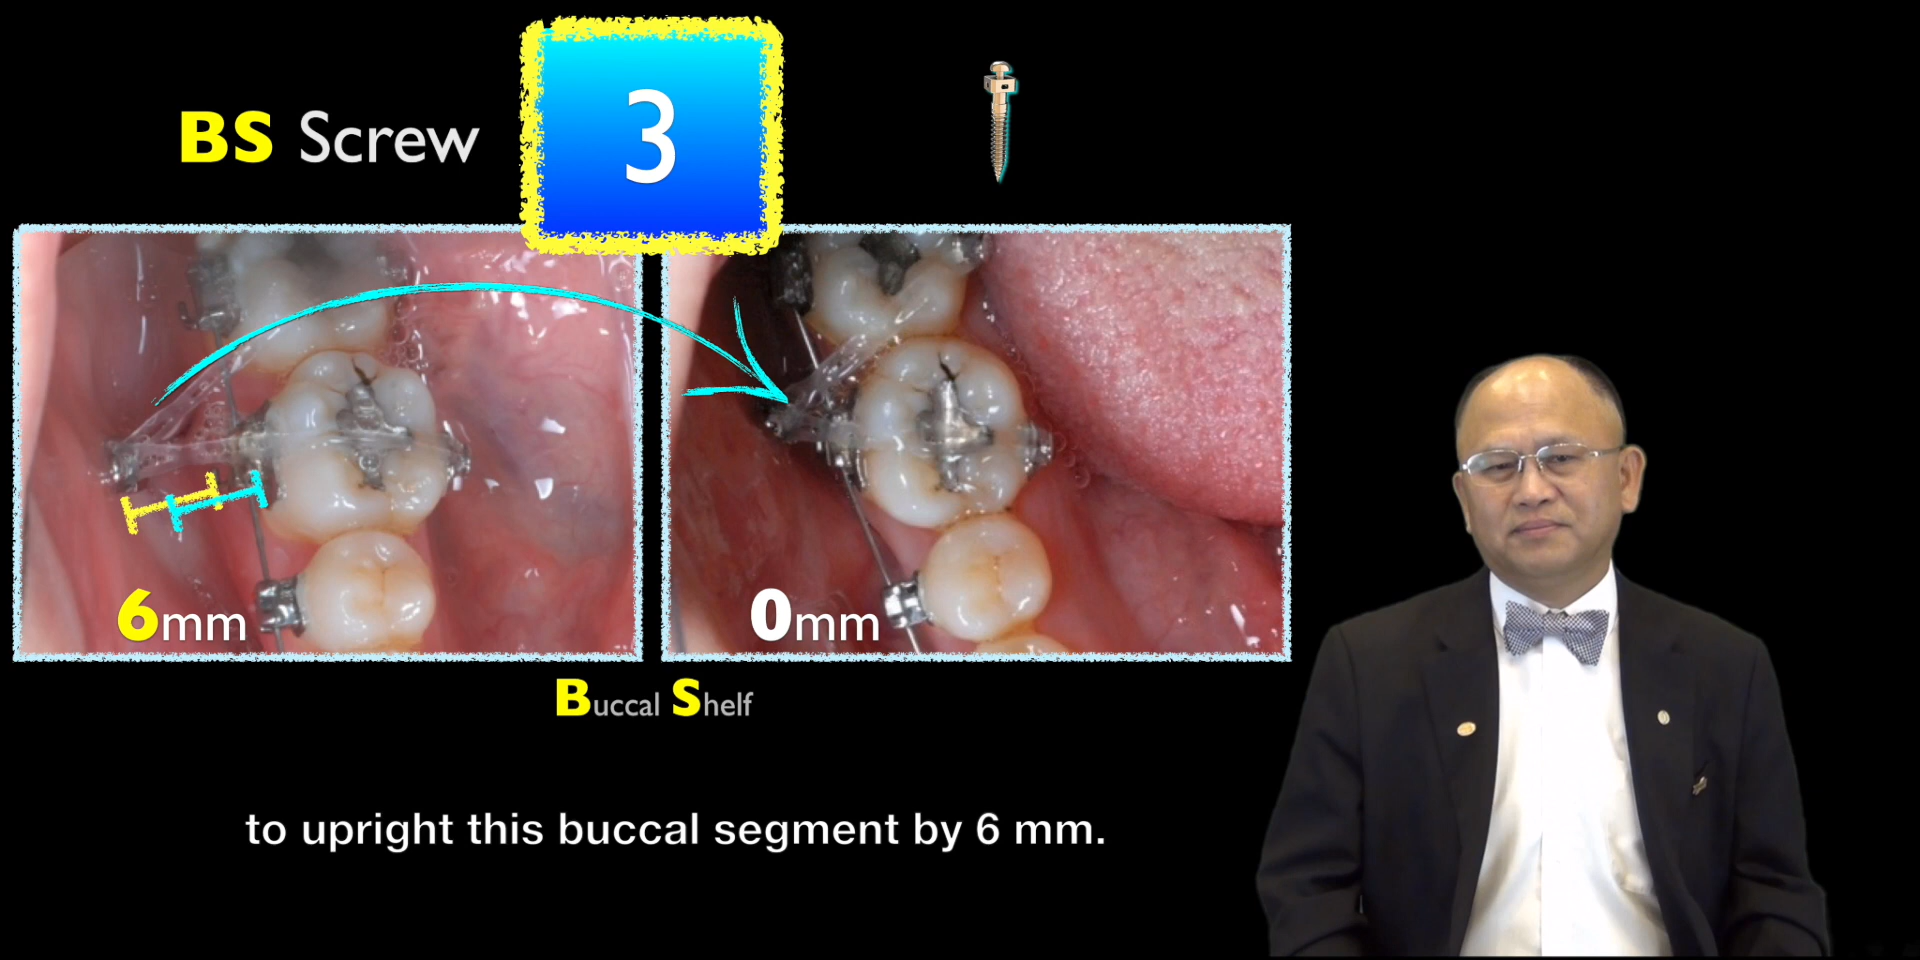 BS Screw
3
6mm
0mm
Buccal Shelf
to upright this buccal segment by 6 mm.